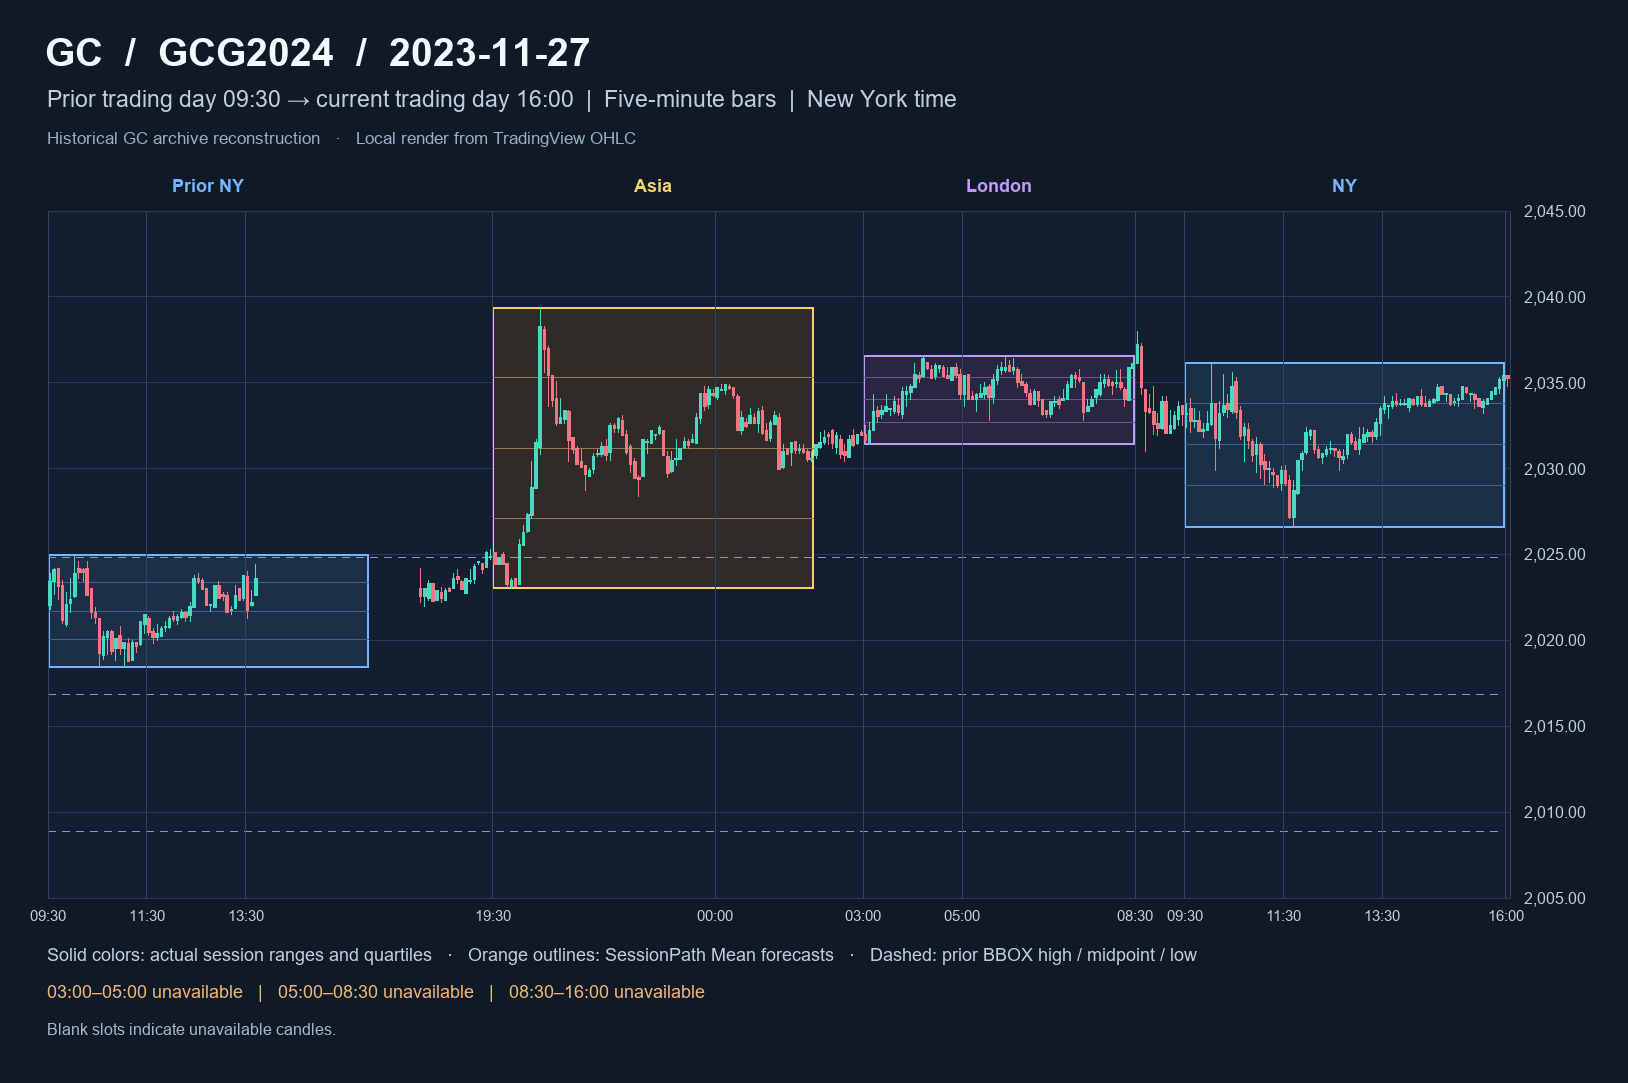 GC / GCG2024 / 2023-11-27
Prior trading day 09:30 → current trading day 16:00 | Five-minute bars | New York time
Historical GC archive reconstruction · Local render from TradingView OHLC
Prior NY Asia London NY
2,045.00
2,040.00
2,035.00
2,030.00
2,025.00
2,020.00
2,015.00
2,010.00
2,005.00
09:30 11:30 13:30 19:30 00:00 03:00 05:00 08:30 09:30 11:30 13:30 16:00
Solid colors: actual session ranges and quartiles · Orange outlines: SessionPath Mean forecasts · Dashed: prior BBOX high / midpoint / low
03:00–05:00 unavailable | 05:00–08:30 unavailable | 08:30–16:00 unavailable
Blank slots indicate unavailable candles.